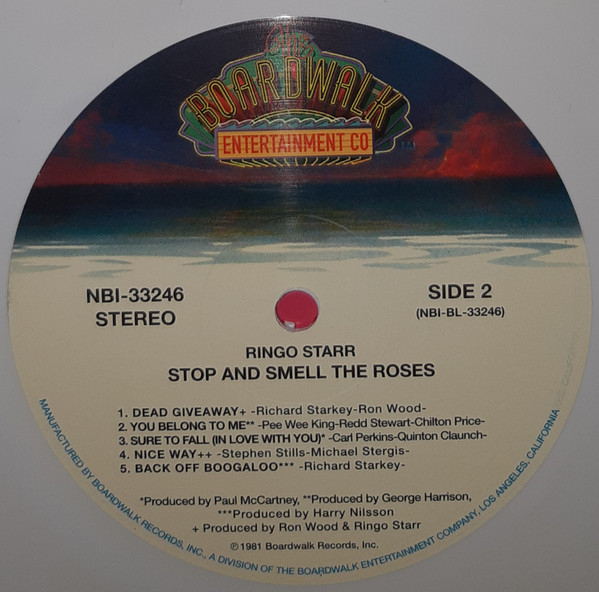 The
BOARDWALK
ENTERTAINMENT CO
TM
NBI-33246
STEREO
SIDE 2
(NBI-BL-33246)
RINGO STARR
STOP AND SMELL THE ROSES
1. DEAD GIVEAWAY+ -Richard Starkey-Ron Wood-
2. YOU BELONG TO ME** -Pee Wee King-Redd Stewart-Chilton Price-
3. SURE TO FALL (IN LOVE WITH YOU)* -Carl Perkins-Quinton Claunch-
4. NICE WAY++ -Stephen Stills-Michael Stergis-
5. BACK OFF BOOGALOO*** -Richard Starkey-
*Produced by Paul McCartney, **Produced by George Harrison,
***Produced by Harry Nilsson
+ Produced by Ron Wood & Ringo Starr
℗ 1981 Boardwalk Records, Inc.
MANUFACTURED BY BOARDWALK RECORDS, INC., A DIVISION OF THE BOARDWALK ENTERTAINMENT COMPANY, LOS ANGELES, CALIFORNIA